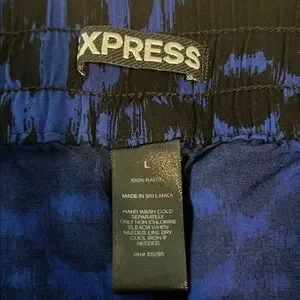 XPRESS
L
100% RAYON
MADE IN SRI LANKA
HAND WASH COLD
SEPARATELY
ONLY NON-CHLORINE
BLEACH WHEN
NEEDED. LINE DRY
COOL IRON IF
NEEDED.